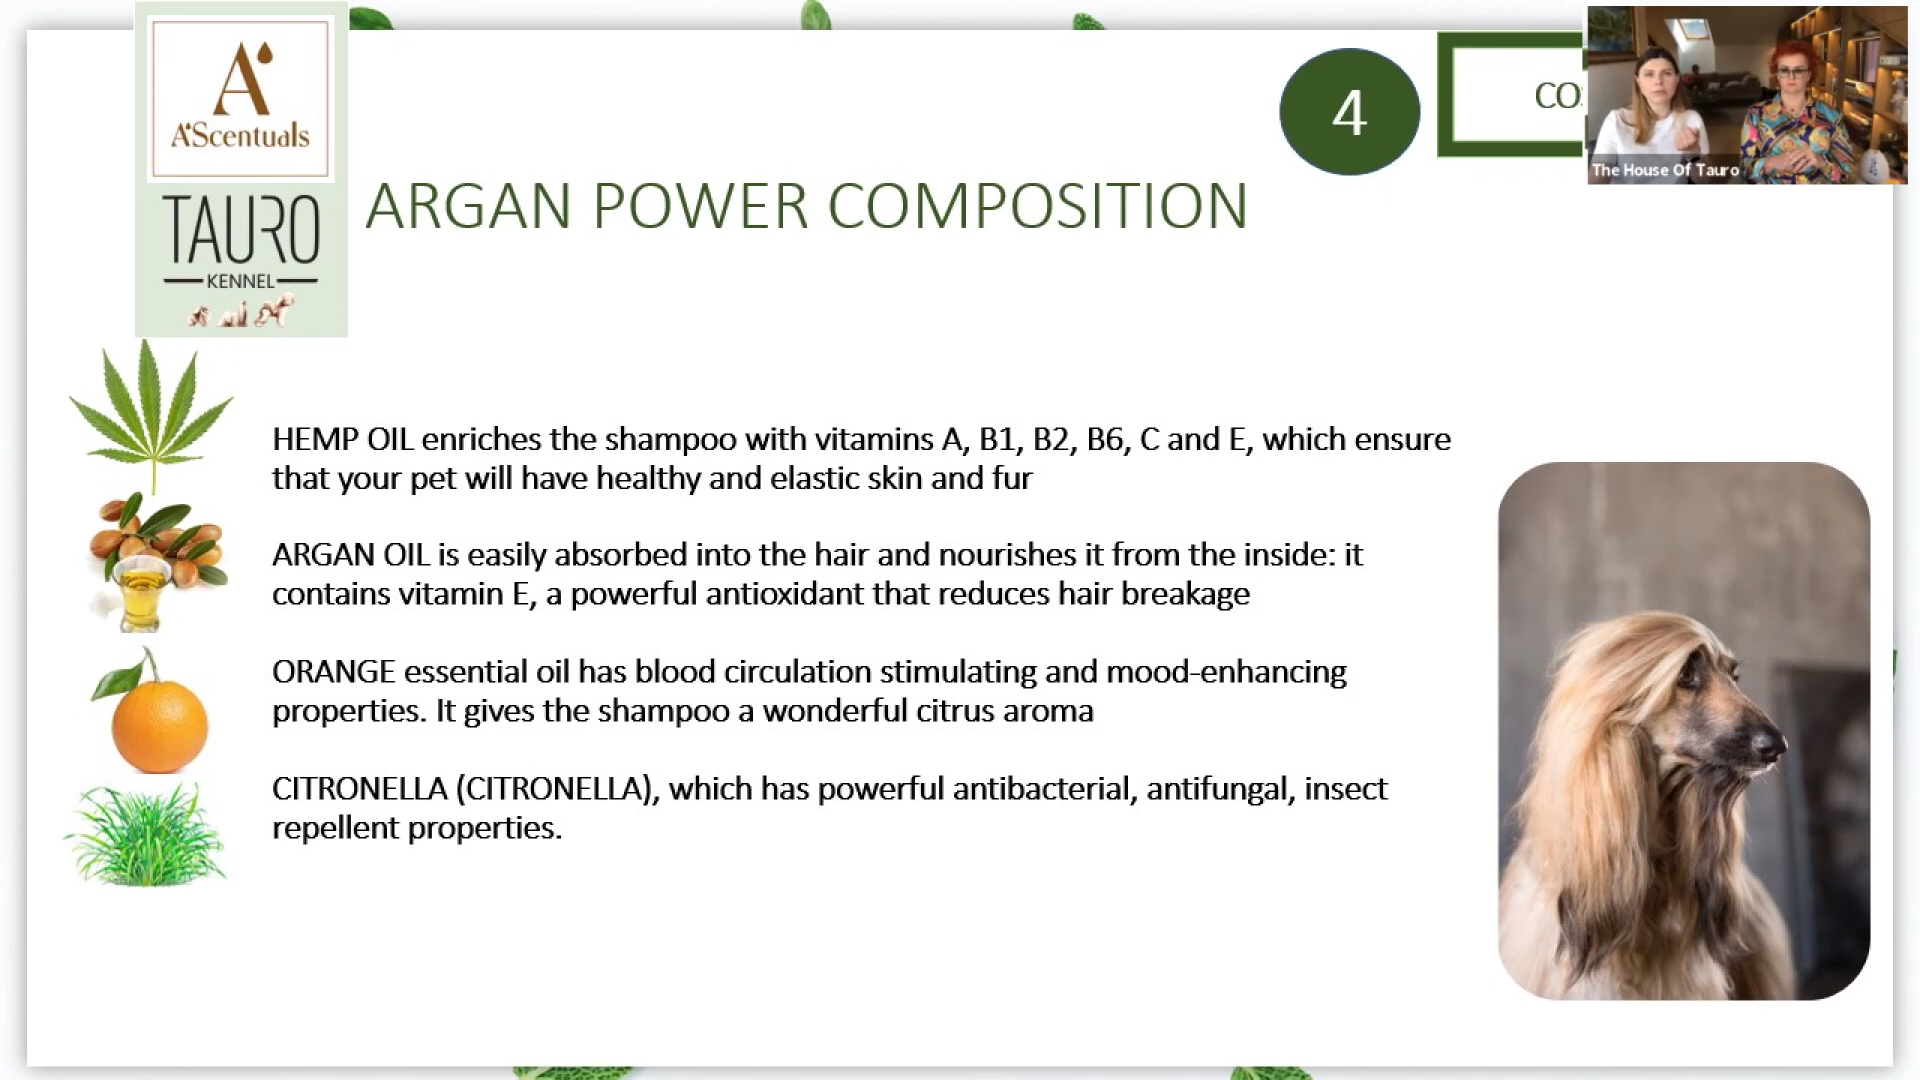 A
A'Scentuals
TAURO
KENNEL
4
CO
The House Of Tauro
ARGAN POWER COMPOSITION
HEMP OIL enriches the shampoo with vitamins A, B1, B2, B6, C and E, which ensure
that your pet will have healthy and elastic skin and fur
ARGAN OIL is easily absorbed into the hair and nourishes it from the inside: it
contains vitamin E, a powerful antioxidant that reduces hair breakage
ORANGE essential oil has blood circulation stimulating and mood-enhancing
properties. It gives the shampoo a wonderful citrus aroma
CITRONELLA (CITRONELLA), which has powerful antibacterial, antifungal, insect
repellent properties.